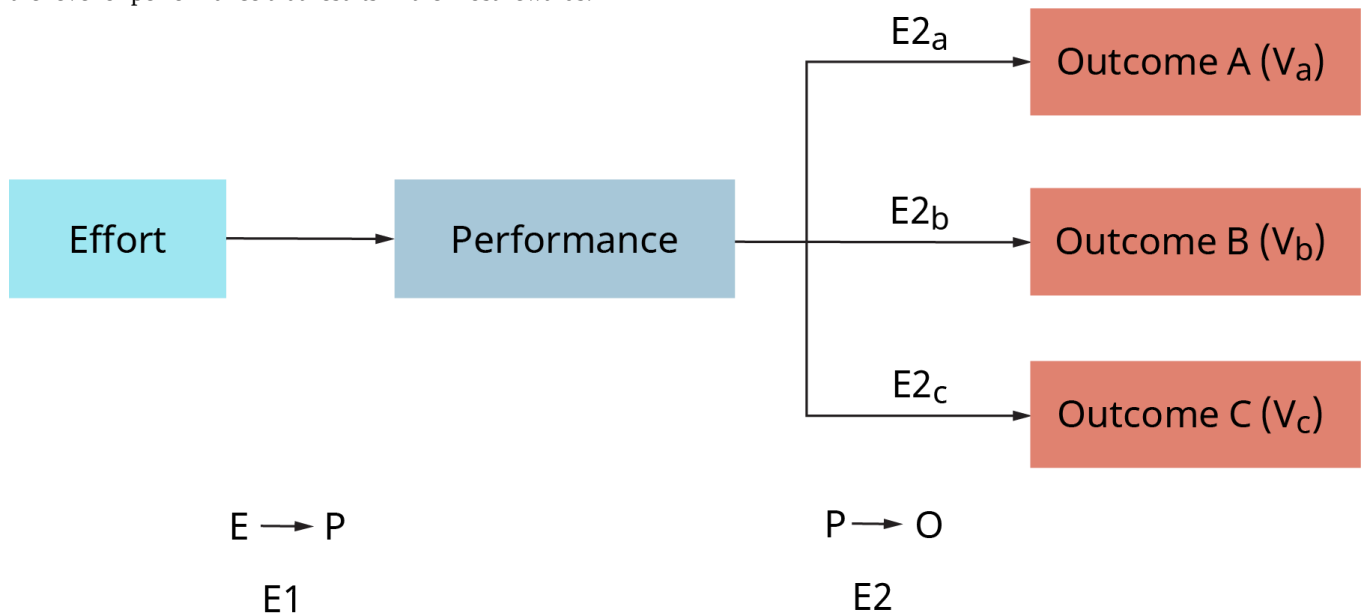 E2a
Outcome A (Va)
Effort
Performance
E2b
Outcome B (Vb)
E2c
Outcome C (Vc)
E → P
P → O
E1
E2